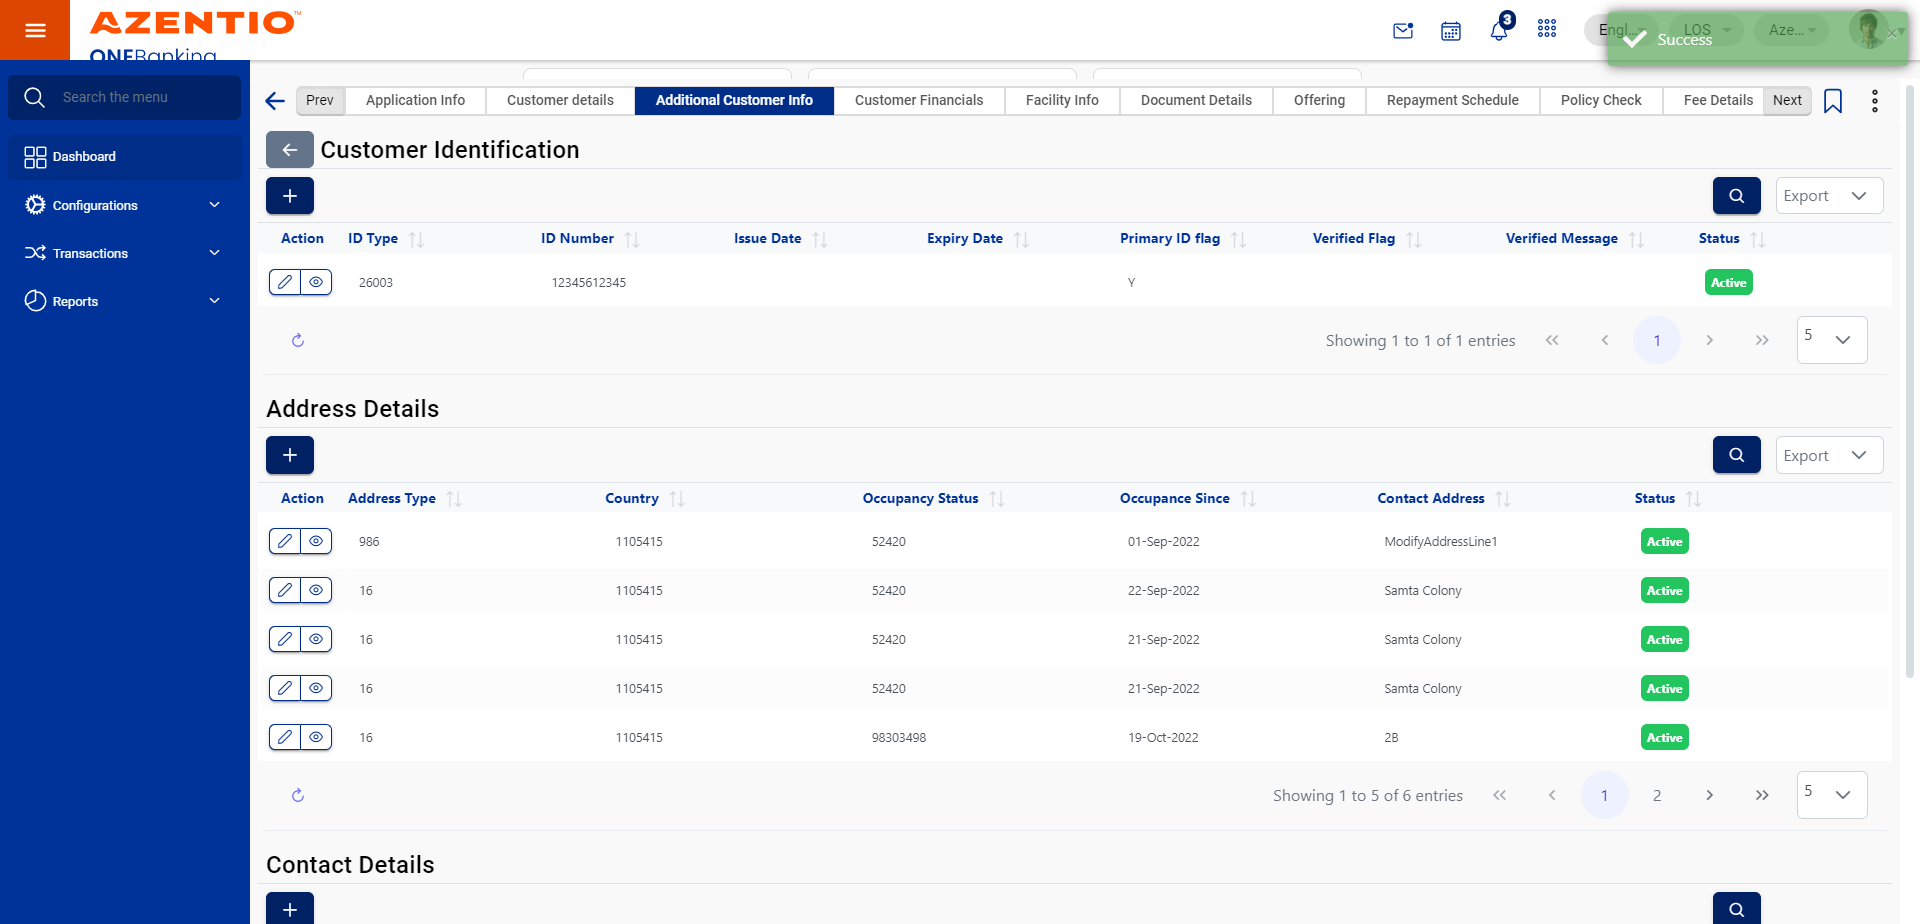 AZENTIO™
ONEBanking
3
LOS
Aze...
Success
Search the menu
Dashboard
Configurations
Transactions
Reports
Prev
Application Info
Customer details
Additional Customer Info
Customer Financials
Facility Info
Document Details
Offering
Repayment Schedule
Policy Check
Fee Details
Next
Customer Identification
Export
Action ID Type ID Number Issue Date Expiry Date Primary ID flag Verified Flag Verified Message Status
26003 12345612345 Y Active
Showing 1 to 1 of 1 entries 1 5
Address Details
Export
Action Address Type Country Occupancy Status Occupance Since Contact Address Status
986 1105415 52420 01-Sep-2022 ModifyAddressLine1 Active
16 1105415 52420 22-Sep-2022 Samta Colony Active
16 1105415 52420 21-Sep-2022 Samta Colony Active
16 1105415 52420 21-Sep-2022 Samta Colony Active
16 1105415 98303498 19-Oct-2022 2B Active
Showing 1 to 5 of 6 entries 1 2 5
Contact Details